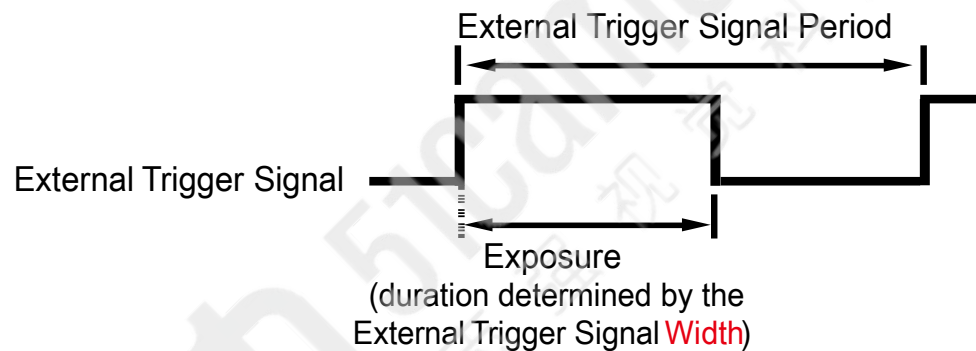 External Trigger Signal Period
External Trigger Signal
Exposure
(duration determined by the
External Trigger Signal Width)